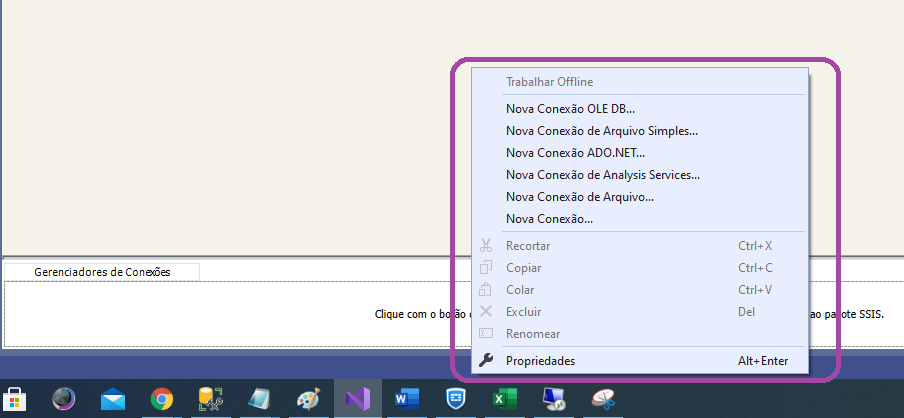 Trabalhar Offline
Nova Conexão OLE DB...
Nova Conexão de Arquivo Simples...
Nova Conexão ADO.NET...
Nova Conexão de Analysis Services...
Nova Conexão de Arquivo...
Nova Conexão...
Recortar Ctrl+X
Copiar Ctrl+C
Colar Ctrl+V
Excluir Del
Renomear
Propriedades Alt+Enter
Gerenciadores de Conexões
Clique com o botão ao pacote SSIS.